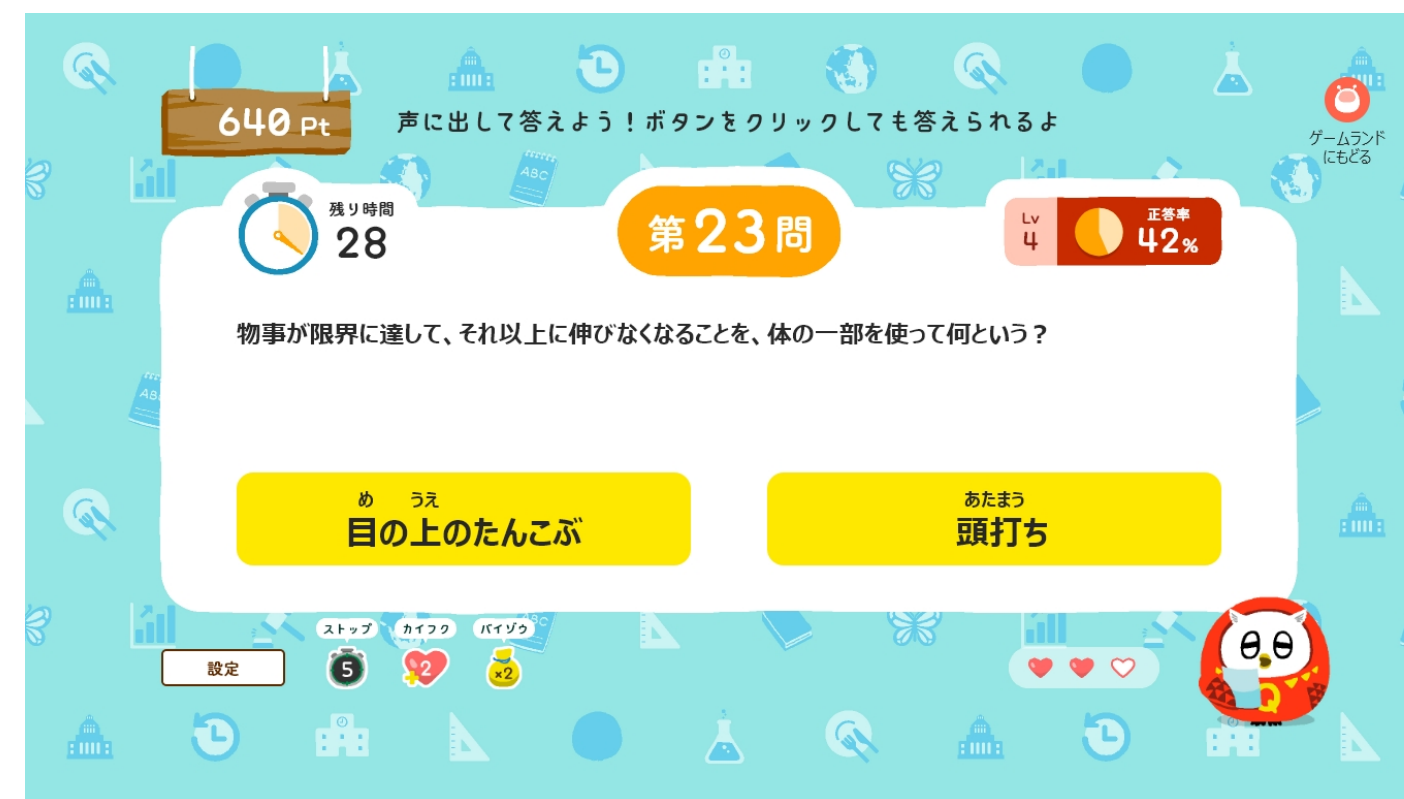 640 Pt
声に出して答えよう！ボタンをクリックしても答えられるよ
ゲームランド
にもどる
残り時間
28
第23問
Lv
4
正答率
42%
物事が限界に達して、それ以上に伸びなくなることを、体の一部を使って何という？
め うえ
目の上のたんこぶ
あたまう
頭打ち
ストップ
カイフク
バイゾウ
設定
5
+2
×2
Q
ABC
ABC
ABC